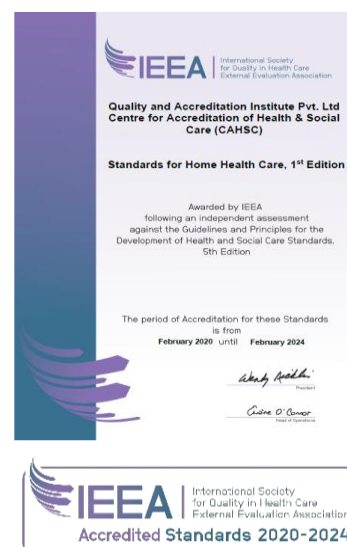 IEEA
International Society
for Quality in Health Care
External Evaluation Association
Quality and Accreditation Institute Pvt. Ltd
Centre for Accreditation of Health & Social
Care (CAHSC)
Standards for Home Health Care, 1st Edition
Awarded by IEEA
following an independent assessment
against the Guidelines and Principles for the
Development of Health and Social Care Standards,
5th Edition
The period of Accreditation for these Standards
is from
February 2020 until February 2024
President
Head of Operations
IEEA
International Society
for Quality in Health Care
External Evaluation Association
Accredited Standards 2020-2024